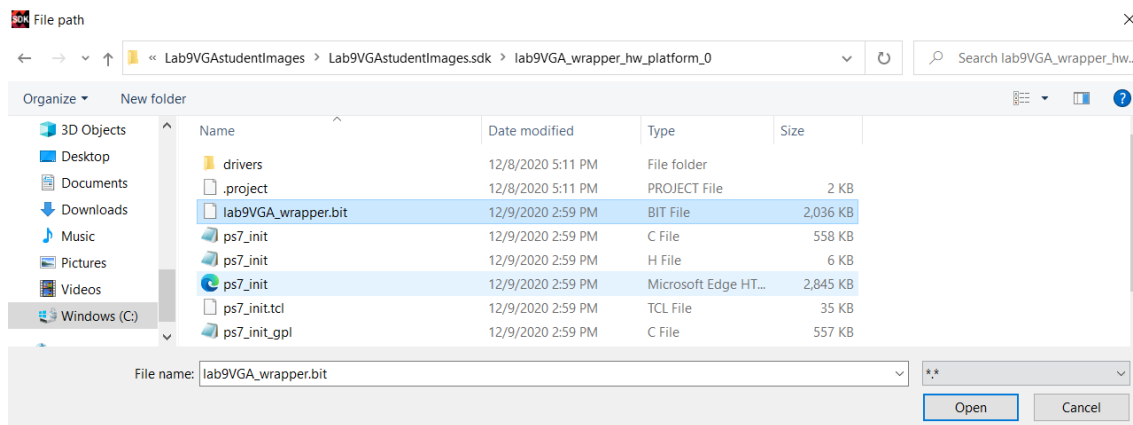 SDK File path
« Lab9VGAstudentImages > Lab9VGAstudentImages.sdk > lab9VGA_wrapper_hw_platform_0 Search lab9VGA_wrapper_hw...
Organize New folder ?
3D Objects Name Date modified Type Size
Desktop drivers 12/8/2020 5:11 PM File folder
Documents .project 12/8/2020 5:11 PM PROJECT File 2 KB
Downloads lab9VGA_wrapper.bit 12/9/2020 2:59 PM BIT File 2,036 KB
Music ps7_init 12/9/2020 2:59 PM C File 558 KB
Pictures ps7_init 12/9/2020 2:59 PM H File 6 KB
Videos ps7_init 12/9/2020 2:59 PM Microsoft Edge HT... 2,845 KB
Windows (C:) ps7_init.tcl 12/9/2020 2:59 PM TCL File 35 KB
ps7_init_gpl 12/9/2020 2:59 PM C File 557 KB
File name: lab9VGA_wrapper.bit *.*
Open Cancel